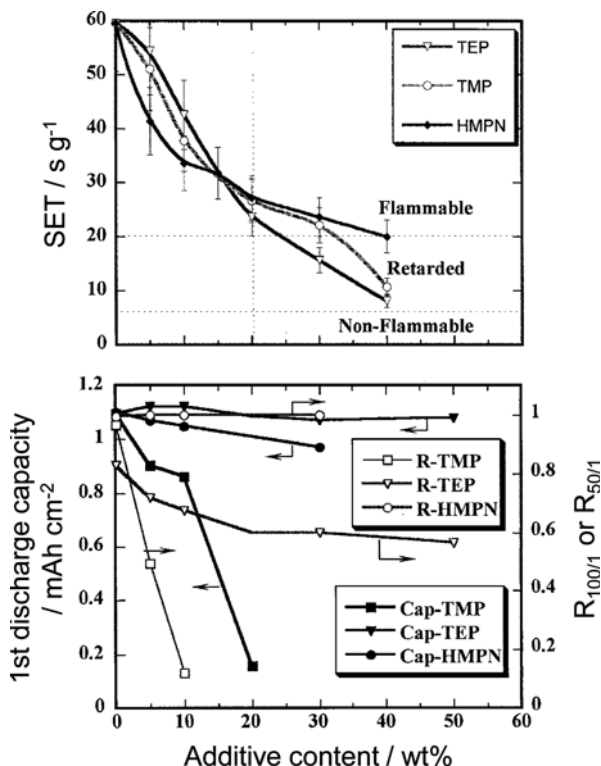 60
50
40
30
20
10
0
SET / s g⁻¹
TEP
TMP
HMPN
Flammable
Retarded
Non-Flammable
1.2
1
0.8
0.6
0.4
0.2
0
1st discharge capacity
/ mAh cm⁻²
R-TMP
R-TEP
R-HMPN
Cap-TMP
Cap-TEP
Cap-HMPN
1
0.8
0.6
0.4
0.2
0
R₁₀₀/₁ or R₅₀/₁
0 10 20 30 40 50
Additive content / wt%